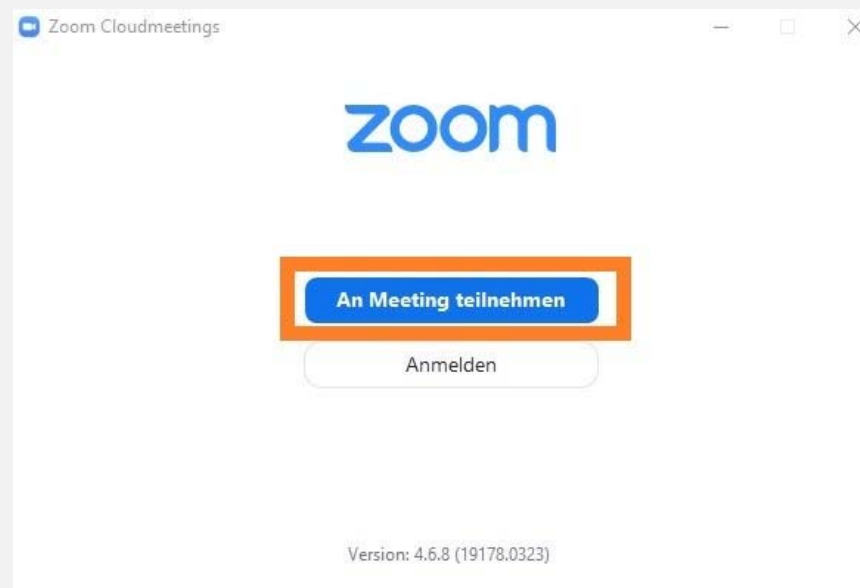 Zoom Cloudmeetings
zoom
An Meeting teilnehmen
Anmelden
Version: 4.6.8 (19178.0323)